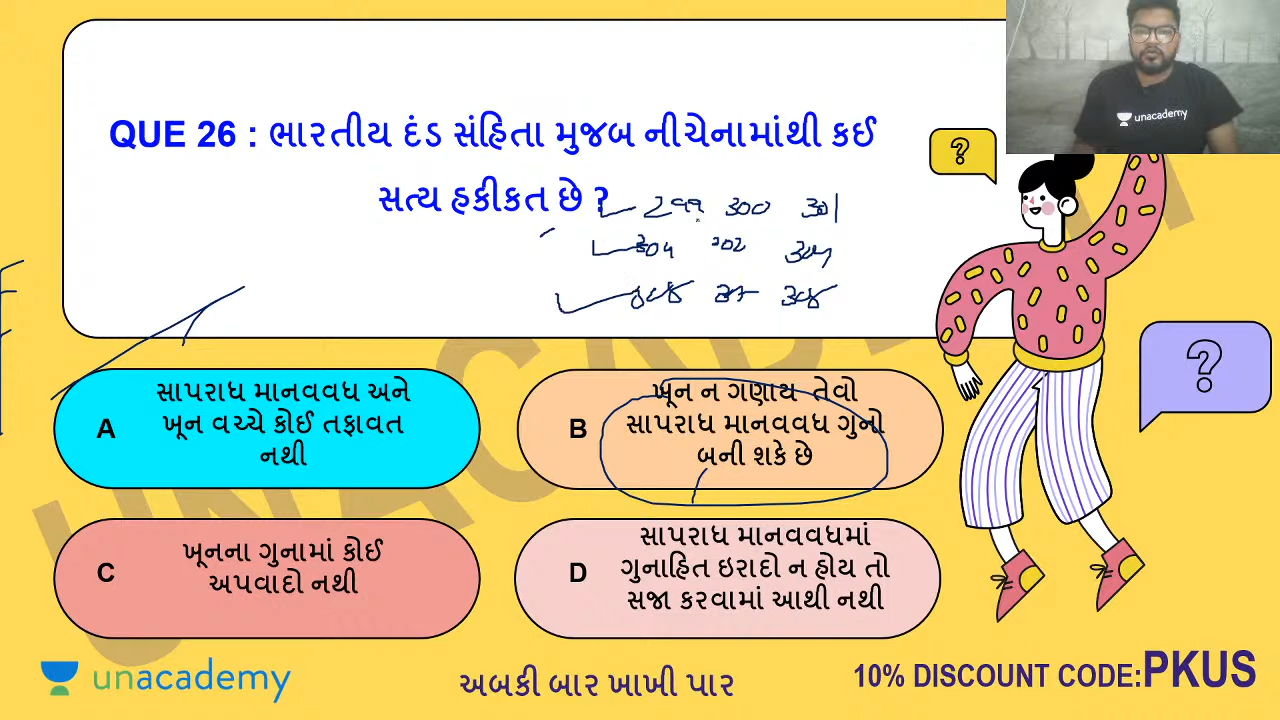 QUE 26 : ભારતીય દંડ સંહિતા મુજબ નીચેનામાંથી કઈ
સત્ય હકીકત છે ?
299 300 301
304 302
?
unacademy
?
A
સાપરાધ માનવવધ અને
ખૂન વચ્ચે કોઈ તફાવત
નથી
B
ખૂન ન ગણાય તેવો
સાપરાધ માનવવધ ગુનો
બની શકે છે
C
ખૂનના ગુનામાં કોઈ
અપવાદો નથી
D
સાપરાધ માનવવધમાં
ગુનાહિત ઇરાદો ન હોય તો
સજા કરવામાં આથી નથી
UNACADEMY
unacademy
અબકી બાર ખાખી પાર
10% DISCOUNT CODE:PKUS